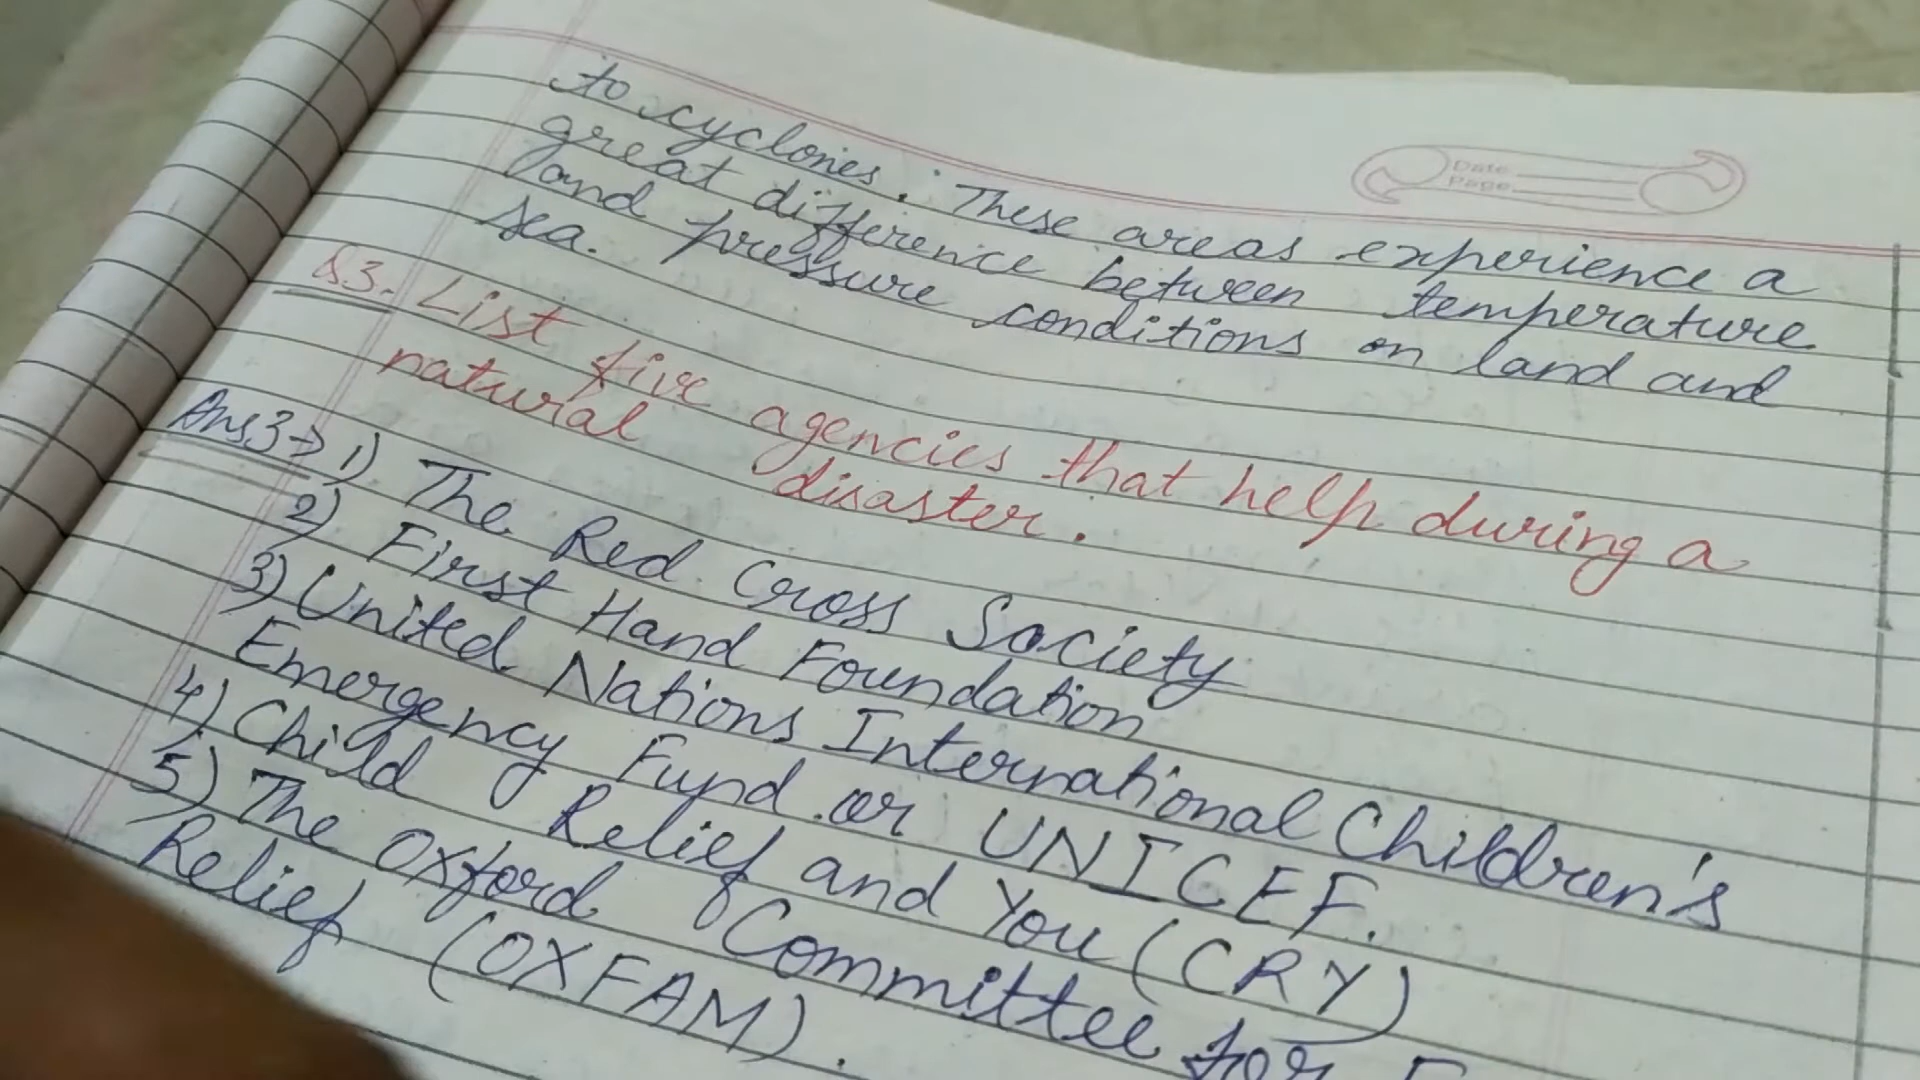 Date
Page
to cyclones. These areas experience a
great difference between temperature
and pressure conditions on land and
sea.
Q3. List five agencies that help during a
natural disaster.
Ans3→ 1) The Red Cross Society
2) First Hand Foundation
3) United Nations International Children's
Emergency Fund or UNICEF.
4) Child Relief and You (CRY)
5) The Oxford Committee for
Relief (OXFAM).